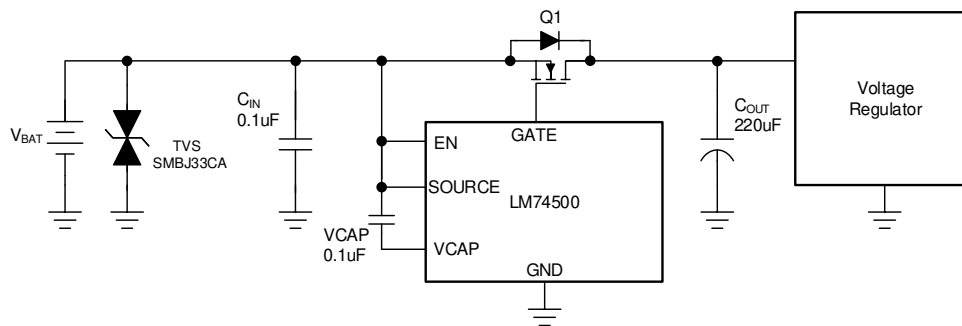 Q1
V_BAT
TVS
SMBJ33CA
C_IN
0.1uF
EN
GATE
SOURCE
LM74500
VCAP
0.1uF
VCAP
GND
C_OUT
220uF
Voltage
Regulator